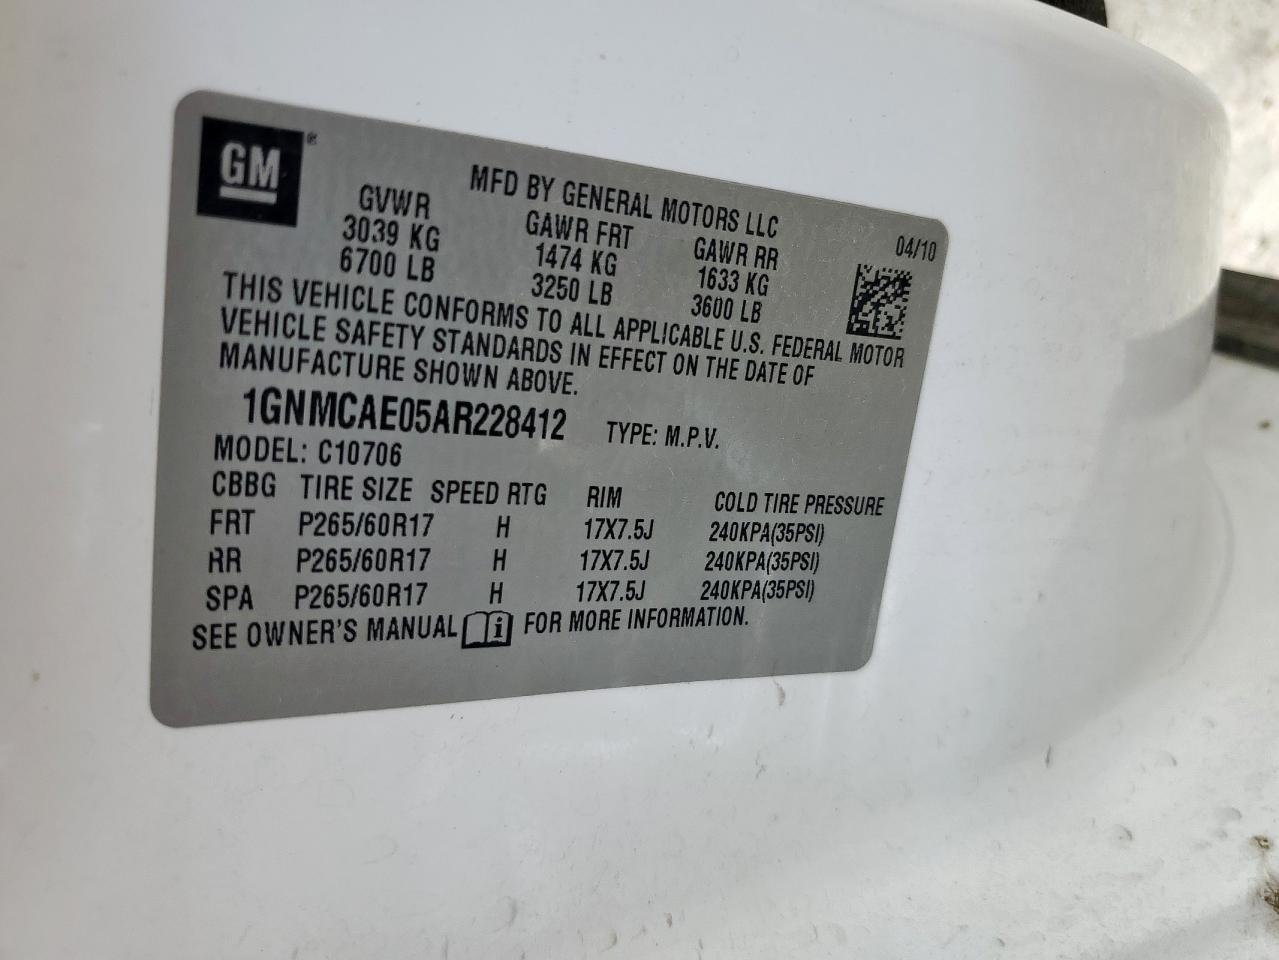 GM®
MFD BY GENERAL MOTORS LLC
GVWR GAWR FRT GAWR RR 04/10
3039 KG 1474 KG 1633 KG
6700 LB 3250 LB 3600 LB
THIS VEHICLE CONFORMS TO ALL APPLICABLE U.S. FEDERAL MOTOR
VEHICLE SAFETY STANDARDS IN EFFECT ON THE DATE OF
MANUFACTURE SHOWN ABOVE.
1GNMCAE05AR228412 TYPE: M.P.V.
MODEL: C10706
CBBG TIRE SIZE SPEED RTG RIM COLD TIRE PRESSURE
FRT P265/60R17 H 17X7.5J 240KPA(35PSI)
RR P265/60R17 H 17X7.5J 240KPA(35PSI)
SPA P265/60R17 H 17X7.5J 240KPA(35PSI)
SEE OWNER'S MANUAL i FOR MORE INFORMATION.